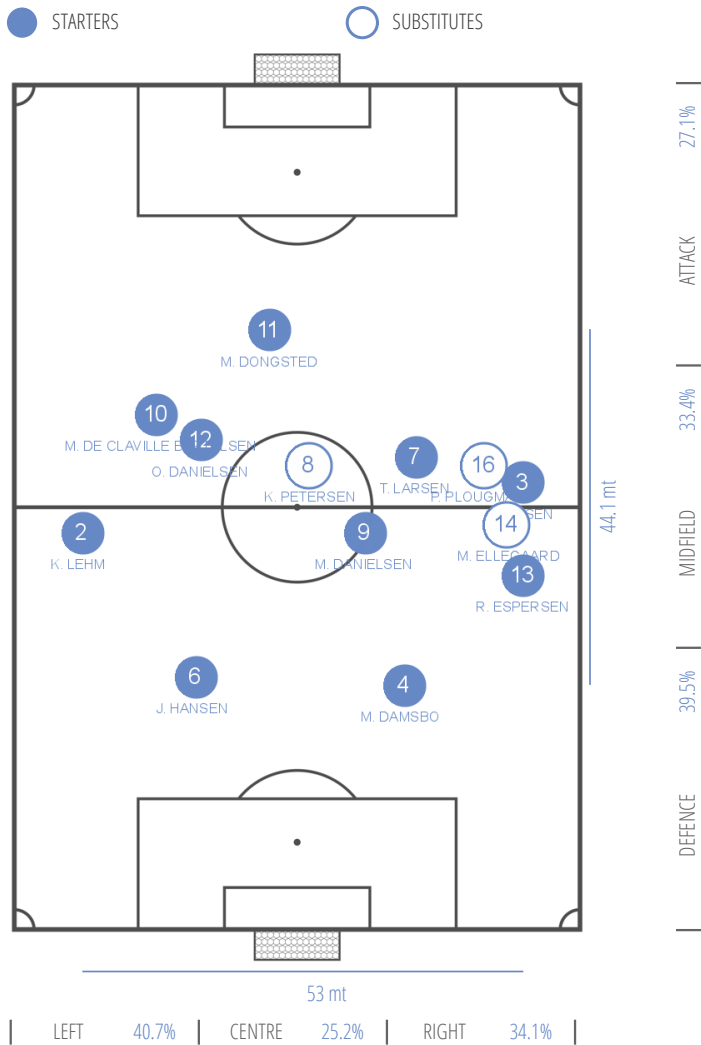 STARTERS
SUBSTITUTES
27.1%
ATTACK
11
M. DONGSTED
33.4%
10
12
M. DE CLAVILLE
O. DANIELSEN
8
K. PETERSEN
7
T. LARSEN
16
P. PLOUGMA
3
SEN
44.1 mt
14
M. ELLEGAARD
2
K. LEHM
9
M. DANIELSEN
MIDFIELD
13
R. ESPERSEN
6
J. HANSEN
4
M. DAMSBO
39.5%
DEFENCE
53 mt
LEFT 40.7% CENTRE 25.2% RIGHT 34.1%